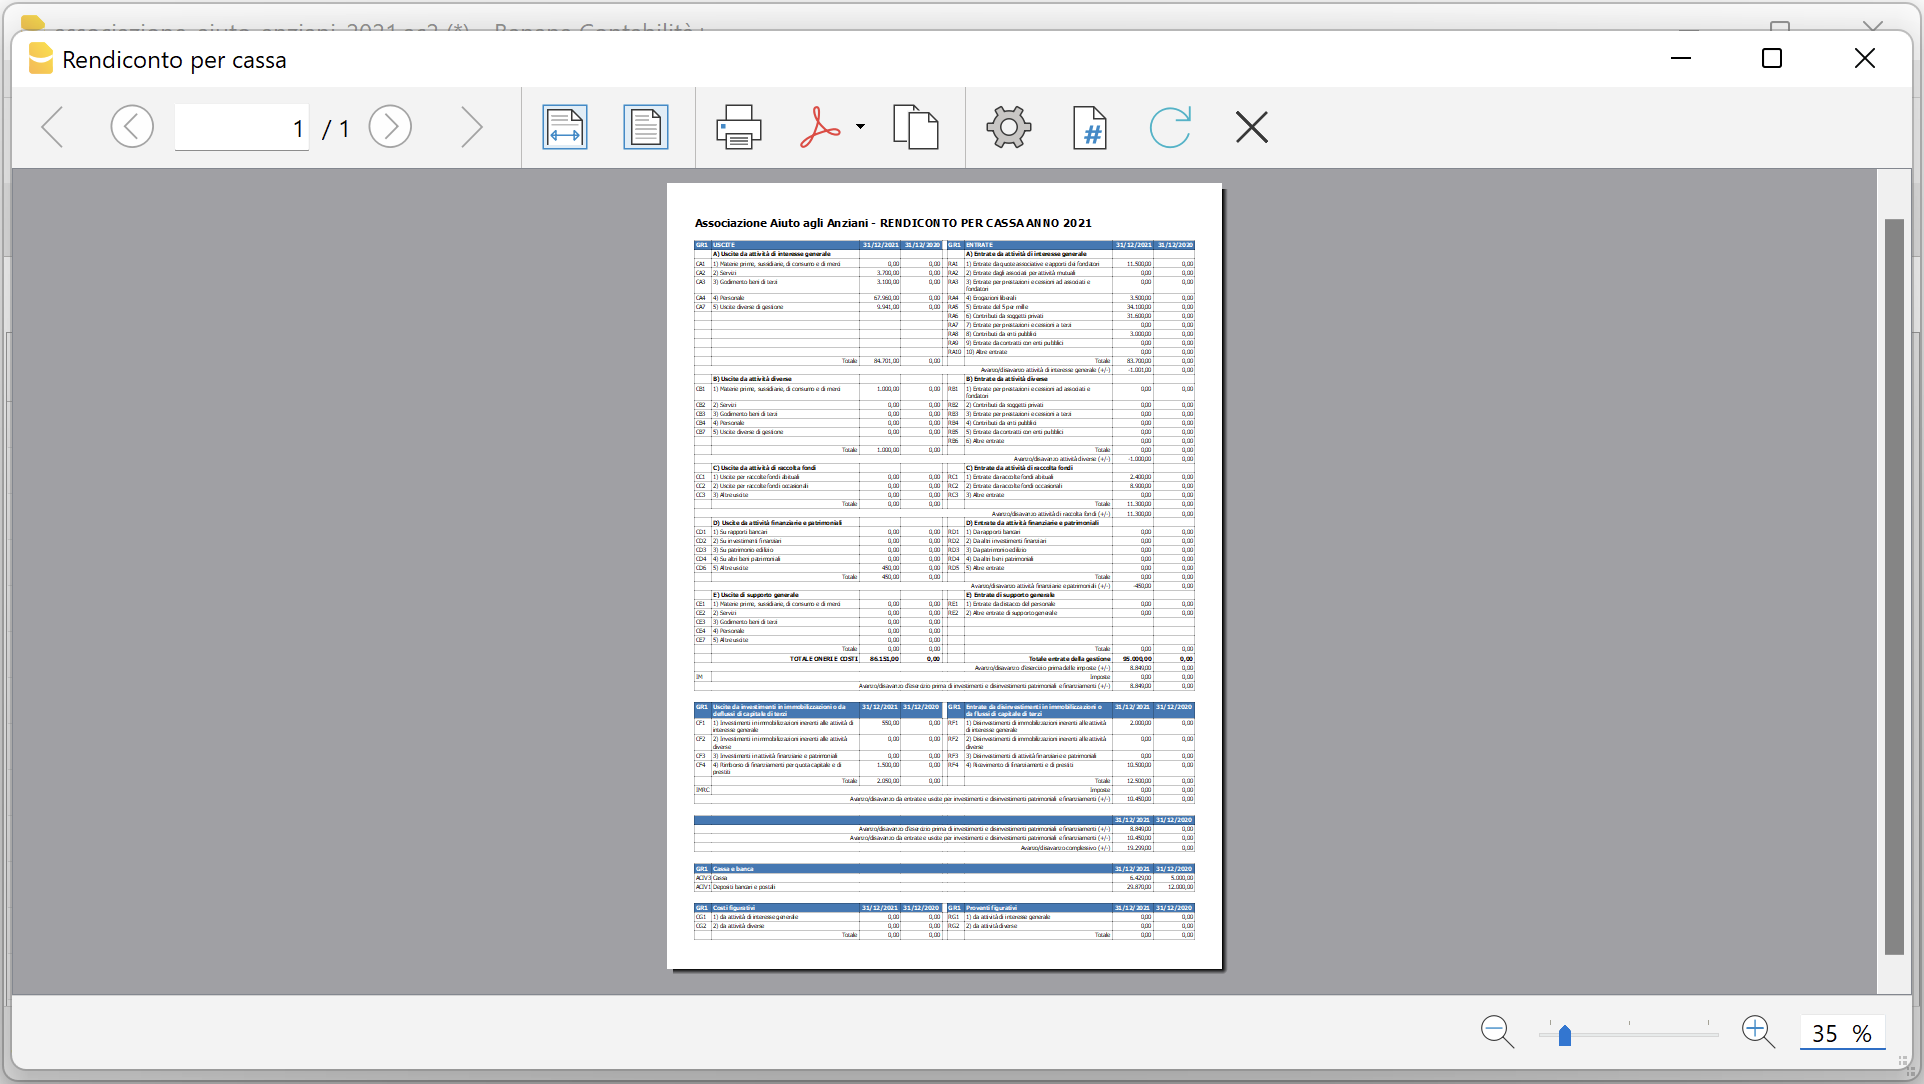 Rendiconto per cassa
1 / 1
Associazione Aiuto agli Anziani - RENDICONTO PER CASSA ANNO 2021
GR1 USCITE 31/12/2021 31/12/2020 GR1 ENTRATE 31/12/2021 31/12/2020
A) Uscite da attività di interesse generale A) Entrate da attività di interesse generale
CA1 1) Materie prime, sussidiarie, di consumo e di merci 0,00 0,00 RA1 1) Entrate da quote associative e apporti dei fondatori 11.500,00 0,00
CA2 2) Servizi 3.700,00 0,00 RA2 2) Entrate dagli associati per attività mutuali 0,00 0,00
CA3 3) Godimento beni di terzi 3.100,00 0,00 RA3 3) Entrate per prestazioni e cessioni ad associati e fondatori 0,00 0,00
CA4 4) Personale 67.960,00 0,00 RA4 4) Erogazioni liberali 3.500,00 0,00
CA7 5) Uscite diverse di gestione 9.941,00 0,00 RA5 5) Entrate del 5 per mille 34.100,00 0,00
RA6 6) Contributi da soggetti privati 31.600,00 0,00
RA7 7) Entrate per prestazioni e cessioni a terzi 0,00 0,00
RA8 8) Contributi da enti pubblici 3.000,00 0,00
RA9 9) Entrate da contratti con enti pubblici 0,00 0,00
RA10 10) Altre entrate 0,00 0,00
Totale 84.701,00 0,00 Totale 83.700,00 0,00
Avanzo/disavanzo attività di interesse generale (+/-) -1.001,00 0,00
B) Uscite da attività diverse B) Entrate da attività diverse
CB1 1) Materie prime, sussidiarie, di consumo e di merci 1.000,00 0,00 RB1 1) Entrate per prestazioni e cessioni ad associati e fondatori 0,00 0,00
CB2 2) Servizi 0,00 0,00 RB2 2) Contributi da soggetti privati 0,00 0,00
CB3 3) Godimento beni di terzi 0,00 0,00 RB3 3) Entrate per prestazioni e cessioni a terzi 0,00 0,00
CB4 4) Personale 0,00 0,00 RB4 4) Contributi da enti pubblici 0,00 0,00
CB7 5) Uscite diverse di gestione 0,00 0,00 RB5 5) Entrate da contratti con enti pubblici 0,00 0,00
RB6 6) Altre entrate 0,00 0,00
Totale 1.000,00 0,00 Totale 0,00 0,00
Avanzo/disavanzo attività diverse (+/-) -1.000,00 0,00
C) Uscite da attività di raccolta fondi C) Entrate da attività di raccolta fondi
CC1 1) Uscite per raccolte fondi abituali 0,00 0,00 RC1 1) Entrate da raccolte fondi abituali 2.400,00 0,00
CC2 2) Uscite per raccolte fondi occasionali 0,00 0,00 RC2 2) Entrate da raccolte fondi occasionali 8.900,00 0,00
CC3 3) Altre uscite 0,00 0,00 RC3 3) Altre entrate 0,00 0,00
Totale 0,00 0,00 Totale 11.300,00 0,00
Avanzo/disavanzo attività di raccolta fondi (+/-) 11.300,00 0,00
D) Uscite da attività finanziarie e patrimoniali D) Entrate da attività finanziarie e patrimoniali
CD1 1) Su rapporti bancari 0,00 0,00 RD1 1) Da rapporti bancari 0,00 0,00
CD2 2) Su investimenti finanziari 0,00 0,00 RD2 2) Da altri investimenti finanziari 0,00 0,00
CD3 3) Su patrimonio edilizio 0,00 0,00 RD3 3) Da patrimonio edilizio 0,00 0,00
CD4 4) Su altri beni patrimoniali 0,00 0,00 RD4 4) Da altri beni patrimoniali 0,00 0,00
CD6 5) Altre uscite 450,00 0,00 RD5 5) Altre entrate 0,00 0,00
Totale 450,00 0,00 Totale 0,00 0,00
Avanzo/disavanzo attività finanziarie e patrimoniali (+/-) -450,00 0,00
E) Uscite di supporto generale E) Entrate di supporto generale
CE1 1) Materie prime, sussidiarie, di consumo e di merci 0,00 0,00 RE1 1) Entrate da distacco del personale 0,00 0,00
CE2 2) Servizi 0,00 0,00 RE2 2) Altre entrate di supporto generale 0,00 0,00
CE3 3) Godimento beni di terzi 0,00 0,00
CE4 4) Personale 0,00 0,00
CE7 5) Altre uscite 0,00 0,00
Totale 0,00 0,00 Totale 0,00 0,00
TOTALE ONERI E COSTI 86.151,00 0,00 Totale entrate della gestione 95.000,00 0,00
Avanzo/disavanzo d'esercizio prima delle imposte (+/-) 8.849,00 0,00
IM Imposte 0,00 0,00
Avanzo/disavanzo d'esercizio prima di investimenti e disinvestimenti patrimoniali e finanziamenti (+/-) 8.849,00 0,00
GR1 Uscite da investimenti in immobilizzazioni o da deflussi di capitale di terzi 31/12/2021 31/12/2020 GR1 Entrate da disinvestimenti in immobilizzazioni o da flussi di capitale di terzi 31/12/2021 31/12/2020
CF1 1) Investimenti in immobilizzazioni inerenti alle attività di interesse generale 550,00 0,00 RF1 1) Disinvestimenti di immobilizzazioni inerenti alle attività di interesse generale 2.000,00 0,00
CF2 2) Investimenti in immobilizzazioni inerenti alle attività diverse 0,00 0,00 RF2 2) Disinvestimenti di immobilizzazioni inerenti alle attività diverse 0,00 0,00
CF3 3) Investimenti in attività finanziarie e patrimoniali 0,00 0,00 RF3 3) Disinvestimenti di attività finanziarie e patrimoniali 0,00 0,00
CF4 4) Rimborso di finanziamenti per quota capitale e di prestiti 1.500,00 0,00 RF4 4) Ricevimento di finanziamenti e di prestiti 10.500,00 0,00
Totale 2.050,00 0,00 Totale 12.500,00 0,00
IMRC Imposte 0,00 0,00
Avanzo/disavanzo da entrate e uscite per investimenti e disinvestimenti patrimoniali e finanziamenti (+/-) 10.450,00 0,00
31/12/2021 31/12/2020
Avanzo/disavanzo d'esercizio prima di investimenti e disinvestimenti patrimoniali e finanziamenti (+/-) 8.849,00 0,00
Avanzo/disavanzo da entrate e uscite per investimenti e disinvestimenti patrimoniali e finanziamenti (+/-) 10.450,00 0,00
Avanzo/disavanzo complessivo (+/-) 19.299,00 0,00
GR1 Cassa e banca 31/12/2021 31/12/2020
ACIV3 Cassa 6.429,00 5.000,00
ACIV1 Depositi bancari e postali 29.870,00 12.000,00
GR1 Costi figurativi 31/12/2021 31/12/2020 GR1 Proventi figurativi 31/12/2021 31/12/2020
CG1 1) da attività di interesse generale 0,00 0,00 RG1 1) da attività di interesse generale 0,00 0,00
CG2 2) da attività diverse 0,00 0,00 RG2 2) da attività diverse 0,00 0,00
Totale 0,00 0,00 Totale 0,00 0,00
35 %